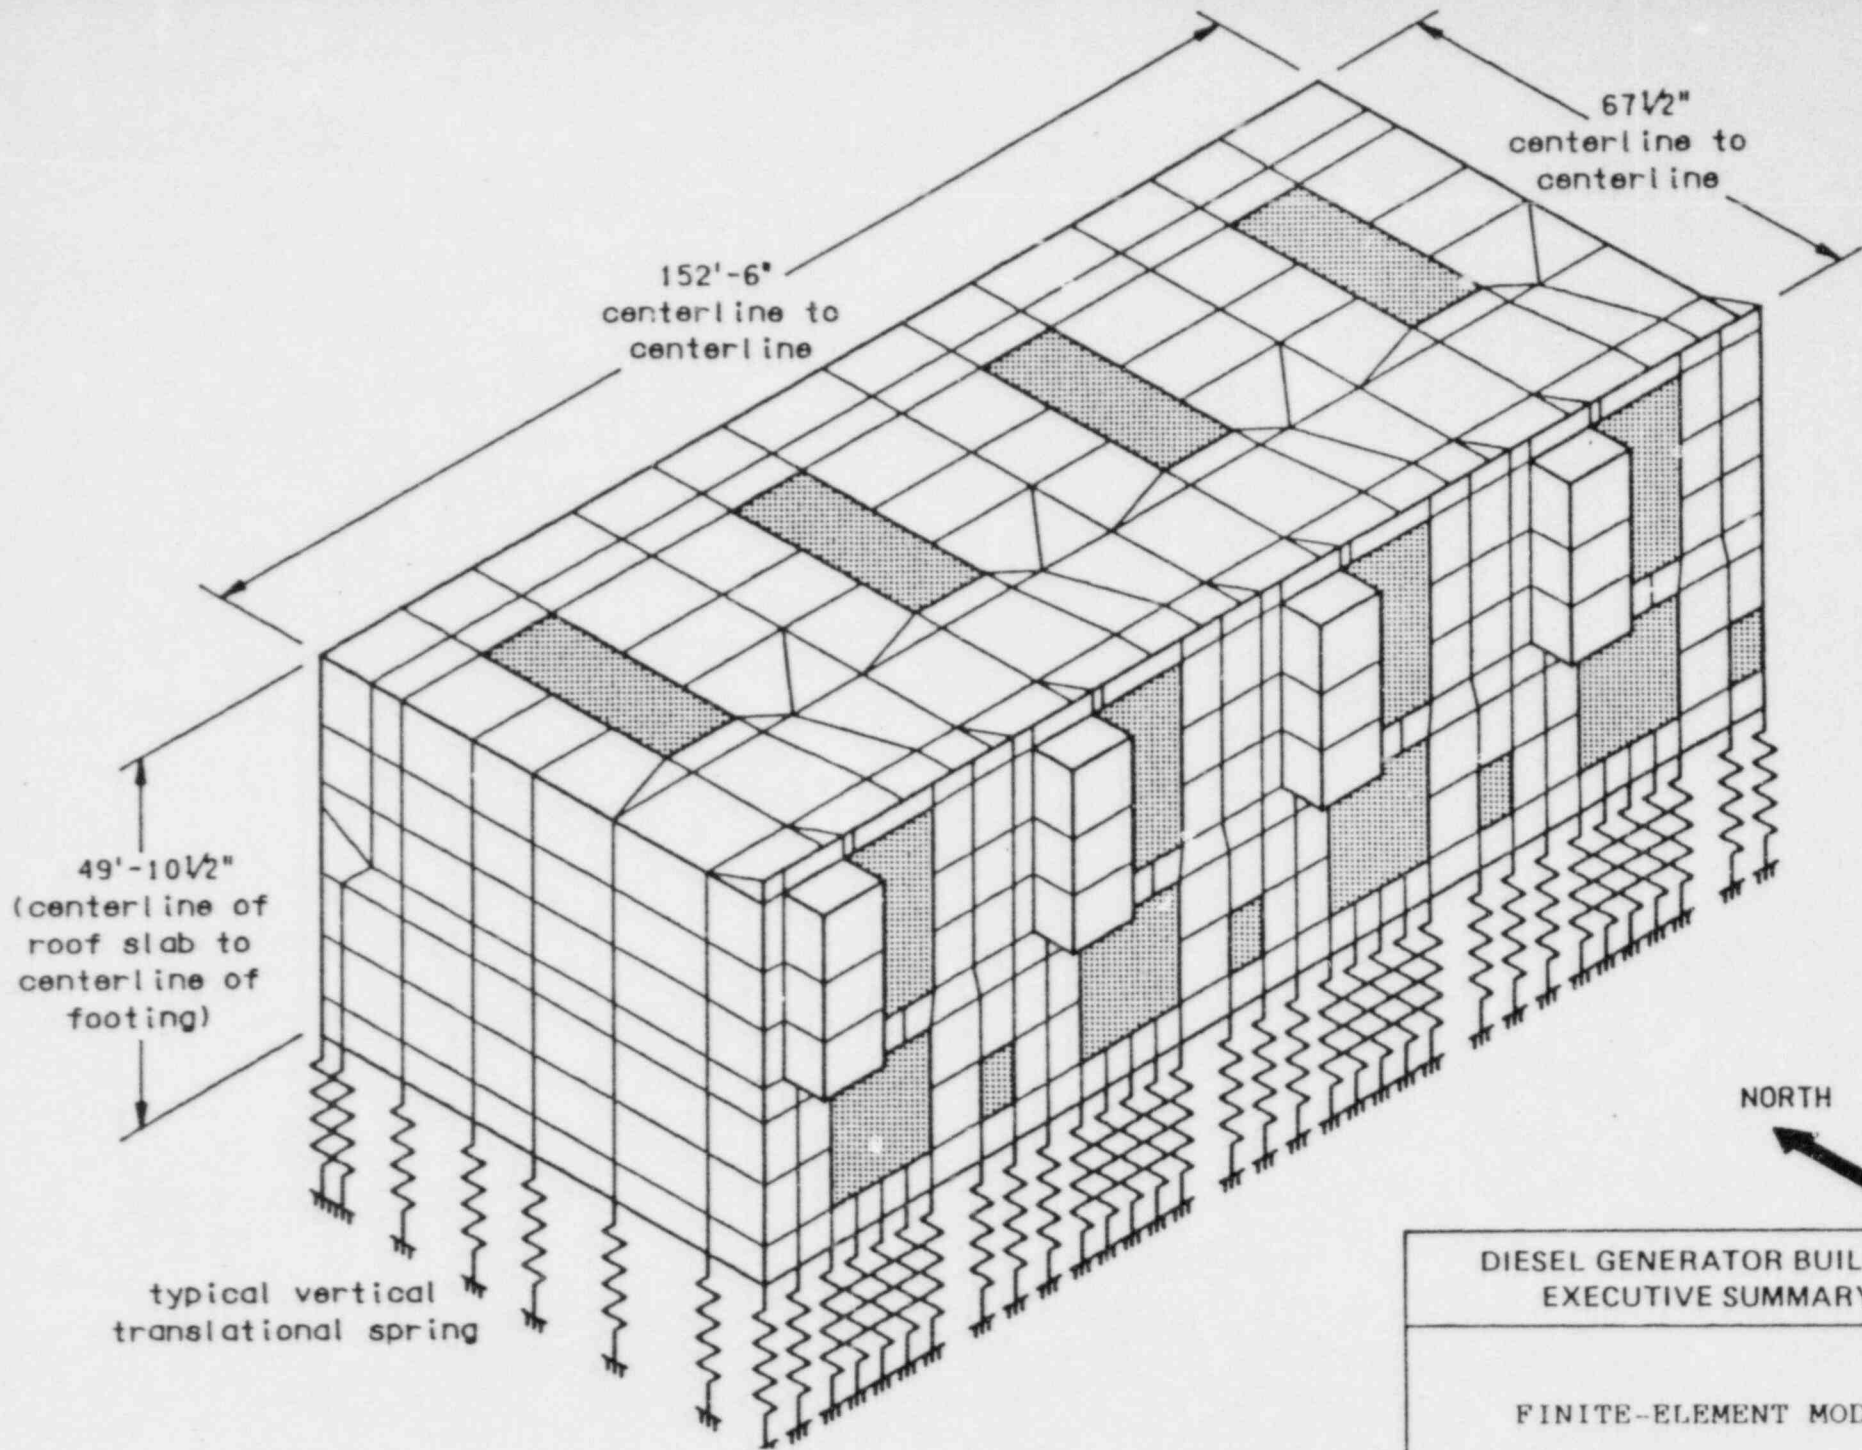 67½"
centerline to
centerline
152'-6"
centerline to
centerline
49'-10½"
(centerline of
roof slab to
centerline of
footing)
typical vertical
translational spring
NORTH
DIESEL GENERATOR BUIL
EXECUTIVE SUMMARY
FINITE-ELEMENT MOD